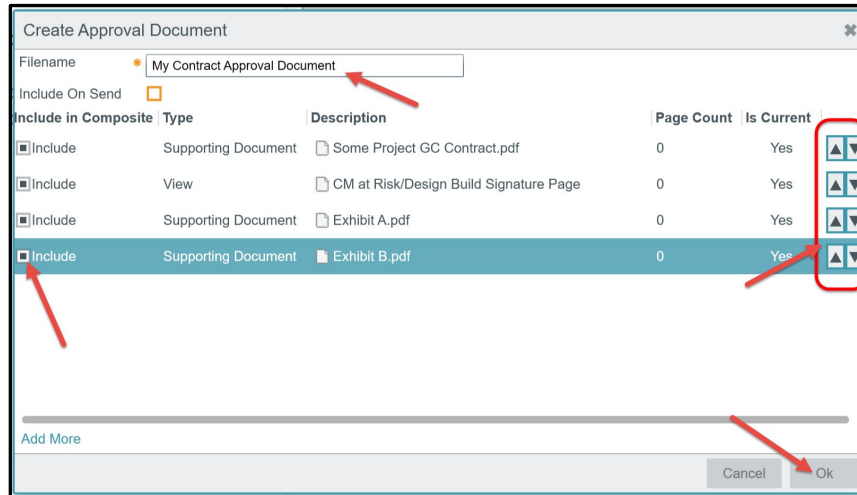 Create Approval Document
Filename * My Contract Approval Document
Include On Send
Include in Composite Type Description Page Count Is Current
Include Supporting Document Some Project GC Contract.pdf 0 Yes
Include View CM at Risk/Design Build Signature Page 0 Yes
Include Supporting Document Exhibit A.pdf 0 Yes
Include Supporting Document Exhibit B.pdf 0 Yes
Add More
Cancel Ok